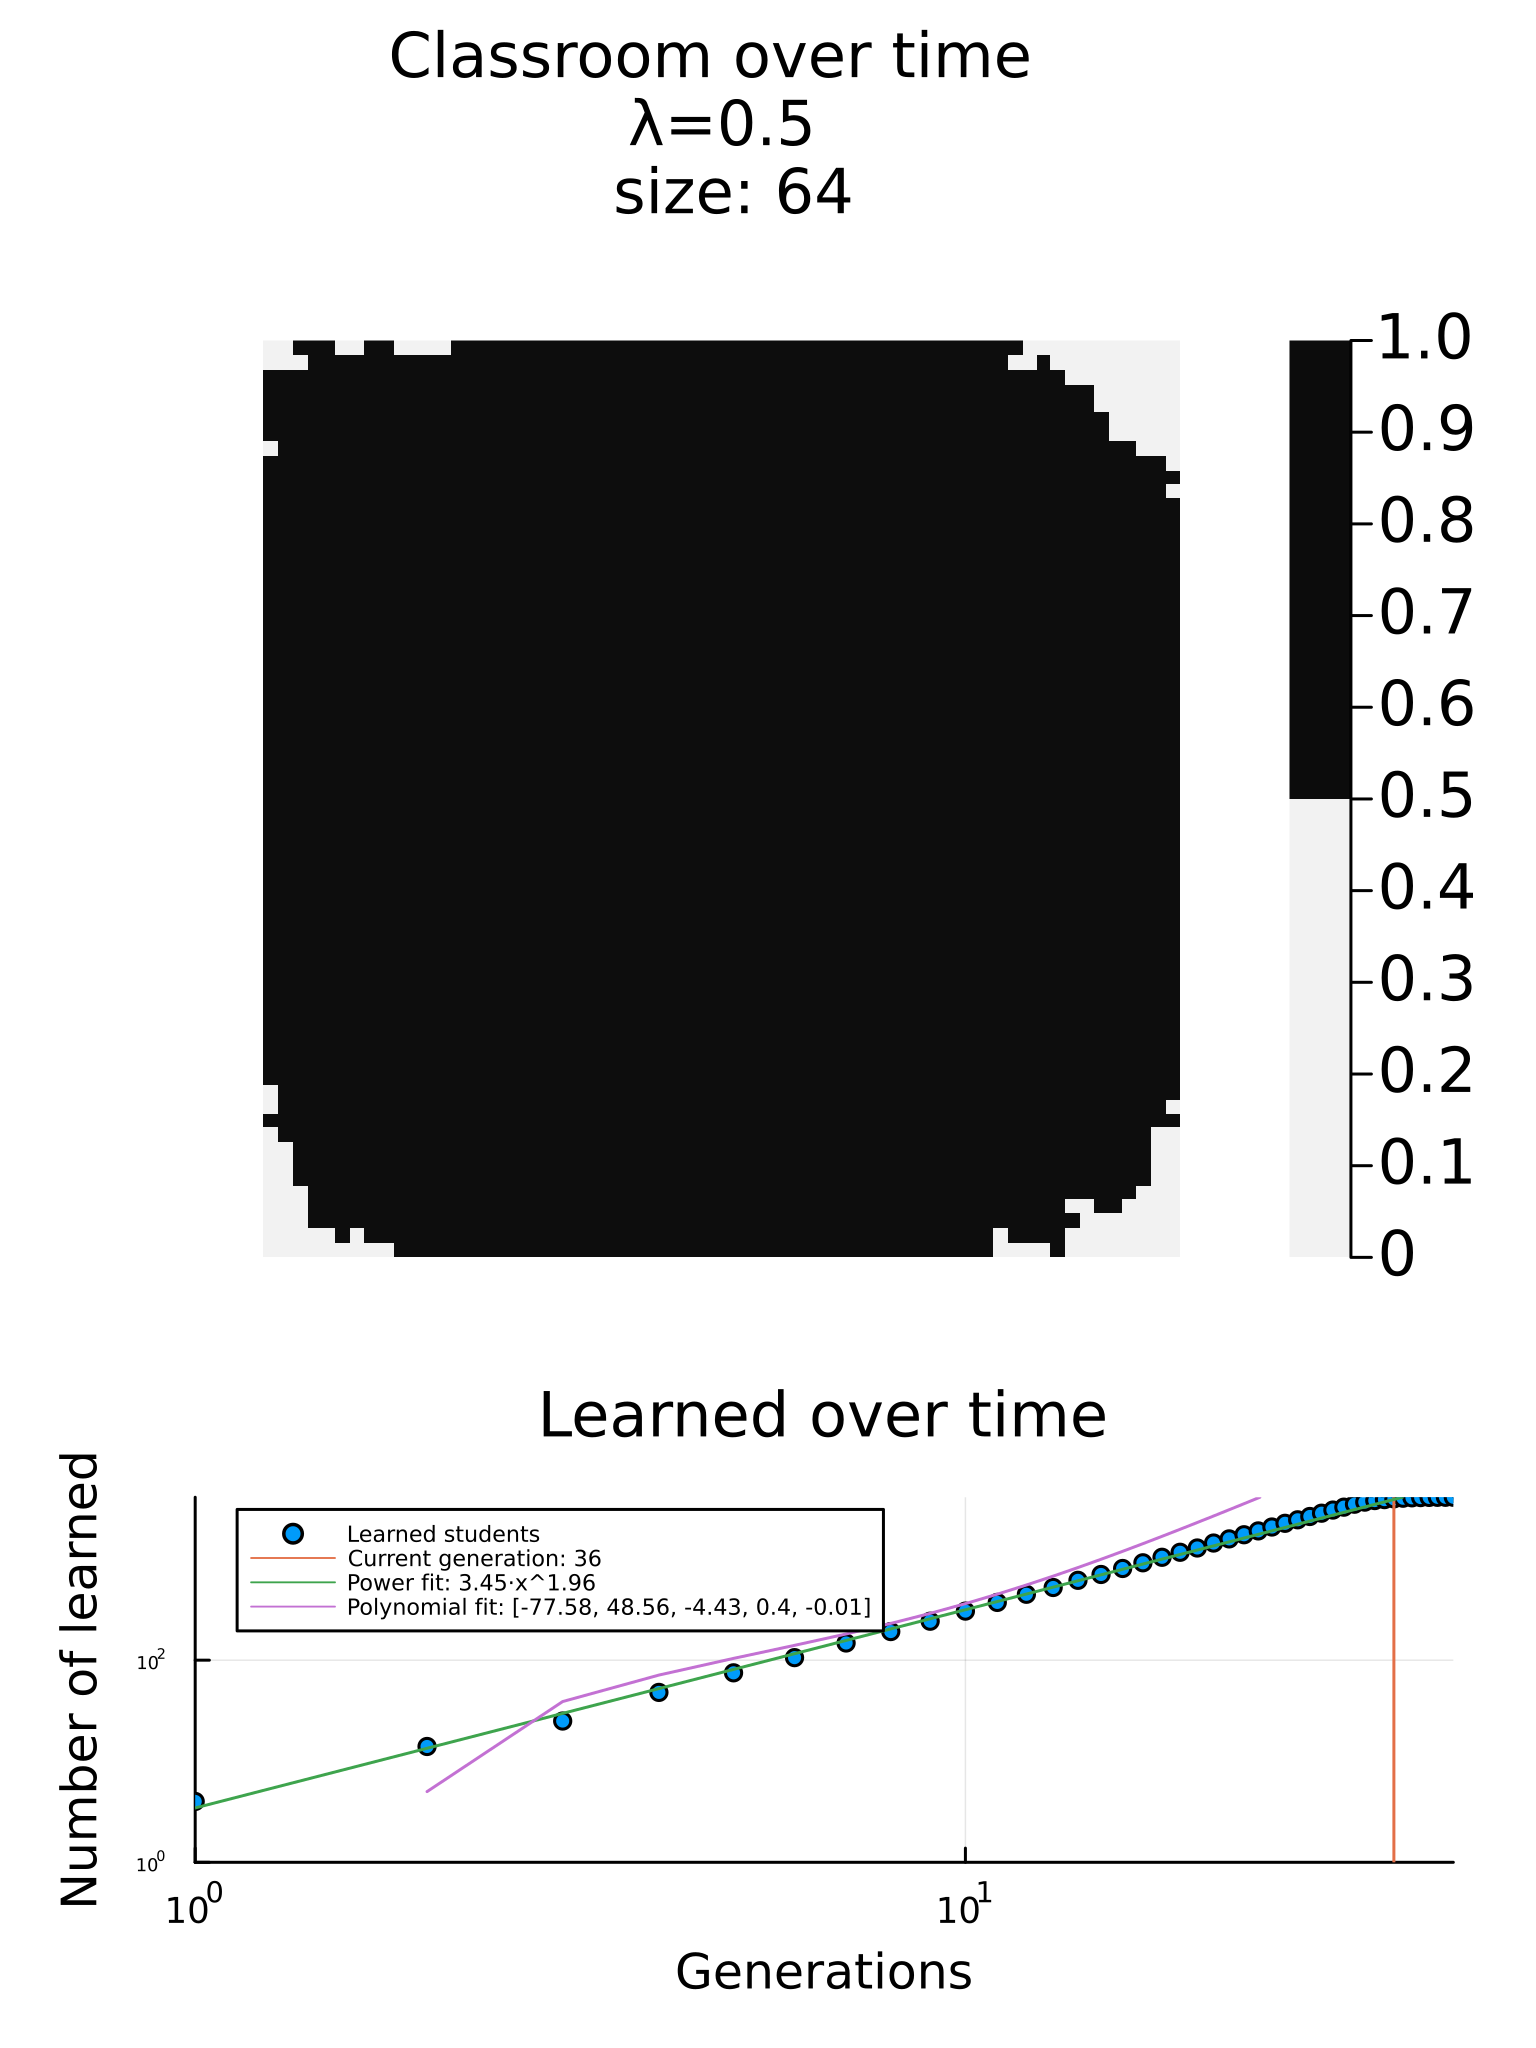 Classroom over time
λ=0.5
size: 64
1.0
0.9
0.8
0.7
0.6
0.5
0.4
0.3
0.2
0.1
0
Learned over time
Number of learned
Learned students
Current generation: 36
Power fit: 3.45·x^1.96
Polynomial fit: [-77.58, 48.56, -4.43, 0.4, -0.01]
10²
10⁰
10⁰
10¹
Generations